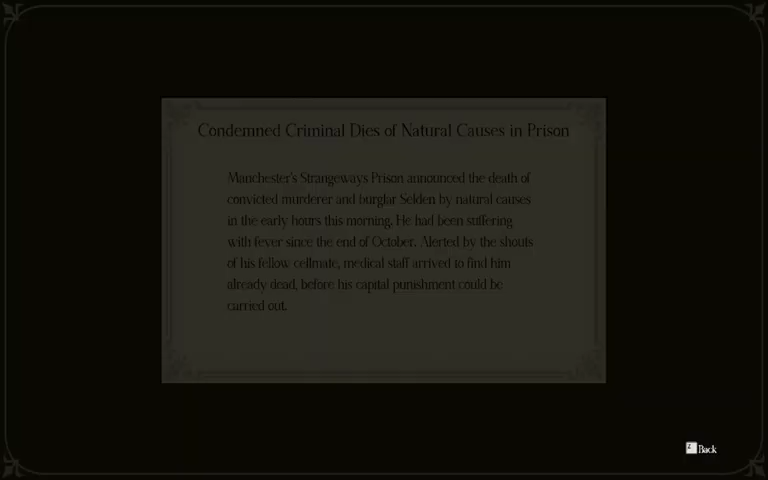 Condemned Criminal Dies of Natural Causes in Prison
Manchester's Strangeways Prison announced the death of
convicted murderer and burglar Selden by natural causes
in the early hours this morning. He had been suffering
with fever since the end of October. Alerted by the shouts
of his fellow cellmate, medical staff arrived to find him
already dead, before his capital punishment could be
carried out.
Z Back